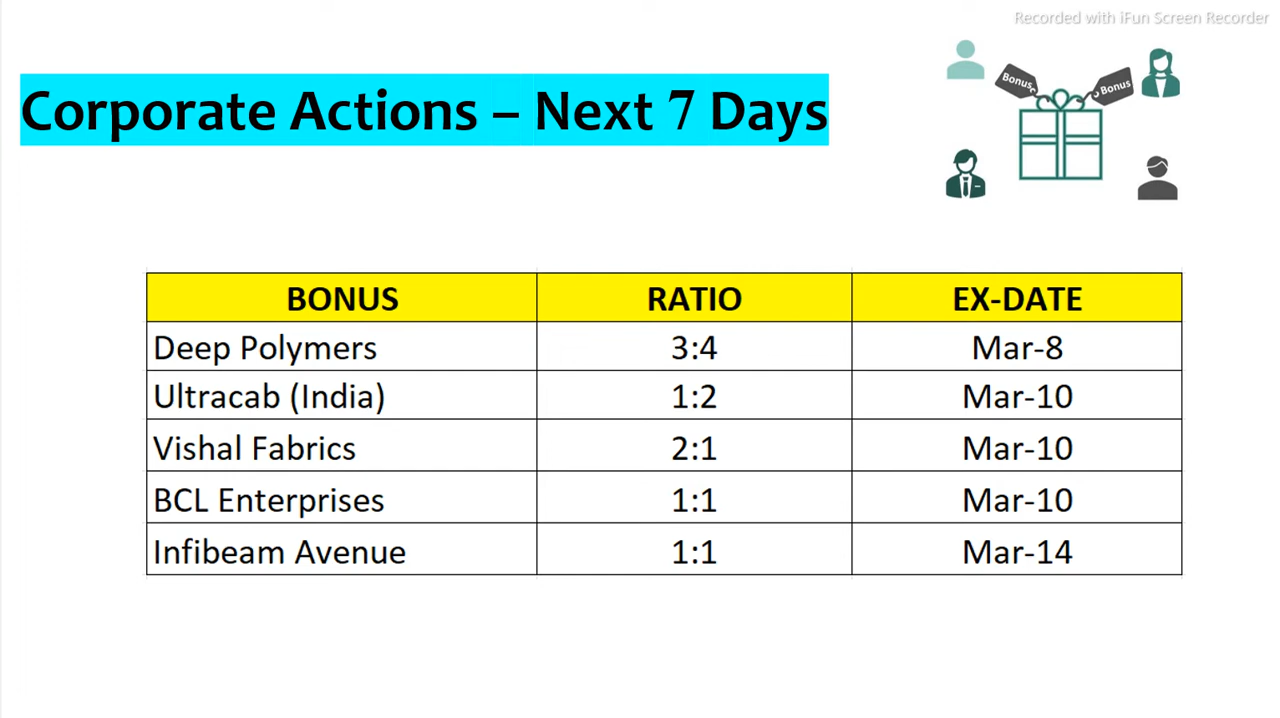 Recorded with iFun Screen Recorder
Bonus
Bonus
Corporate Actions – Next 7 Days
BONUS RATIO EX-DATE
Deep Polymers 3:4 Mar-8
Ultracab (India) 1:2 Mar-10
Vishal Fabrics 2:1 Mar-10
BCL Enterprises 1:1 Mar-10
Infibeam Avenue 1:1 Mar-14